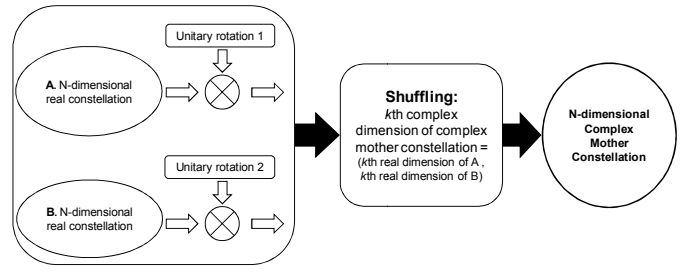 Unitary rotation 1
A. N-dimensional
real constellation
Unitary rotation 2
B. N-dimensional
real constellation
Shuffling:
kth complex
dimension of complex
mother constellation =
(kth real dimension of A ,
kth real dimension of B)
N-dimensional
Complex
Mother
Constellation